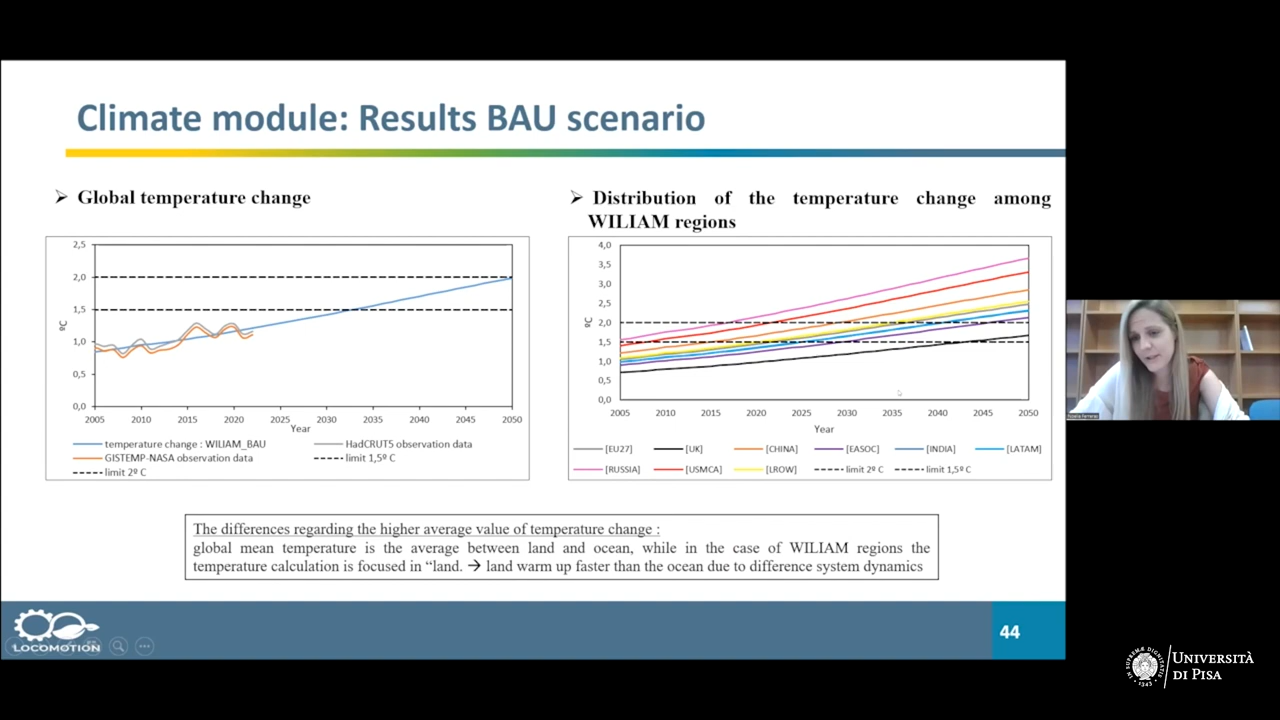 Climate module: Results BAU scenario
Global temperature change
2,5
2,0
1,5
1,0
0,5
0,0
ºC
2005 2010 2015 2020 2025 2030 2035 2040 2045 2050
Year
temperature change : WILIAM_BAU
HadCRUT5 observation data
GISTEMP-NASA observation data
limit 1,5º C
limit 2º C
Distribution of the temperature change among
WILIAM regions
4,0
3,5
3,0
2,5
2,0
1,5
1,0
0,5
0,0
ºC
2005 2010 2015 2020 2025 2030 2035 2040 2045 2050
Year
[EU27] [UK] [CHINA] [EASOC] [INDIA] [LATAM]
[RUSSIA] [USMCA] [LROW] limit 2º C limit 1,5º C
The differences regarding the higher average value of temperature change :
global mean temperature is the average between land and ocean, while in the case of WILIAM regions the
temperature calculation is focused in “land. → land warm up faster than the ocean due to difference system dynamics
LOCOMOTION
44
UNIVERSITÀ
DI PISA
IN SUPREMÆ DIGNITATIS
1343